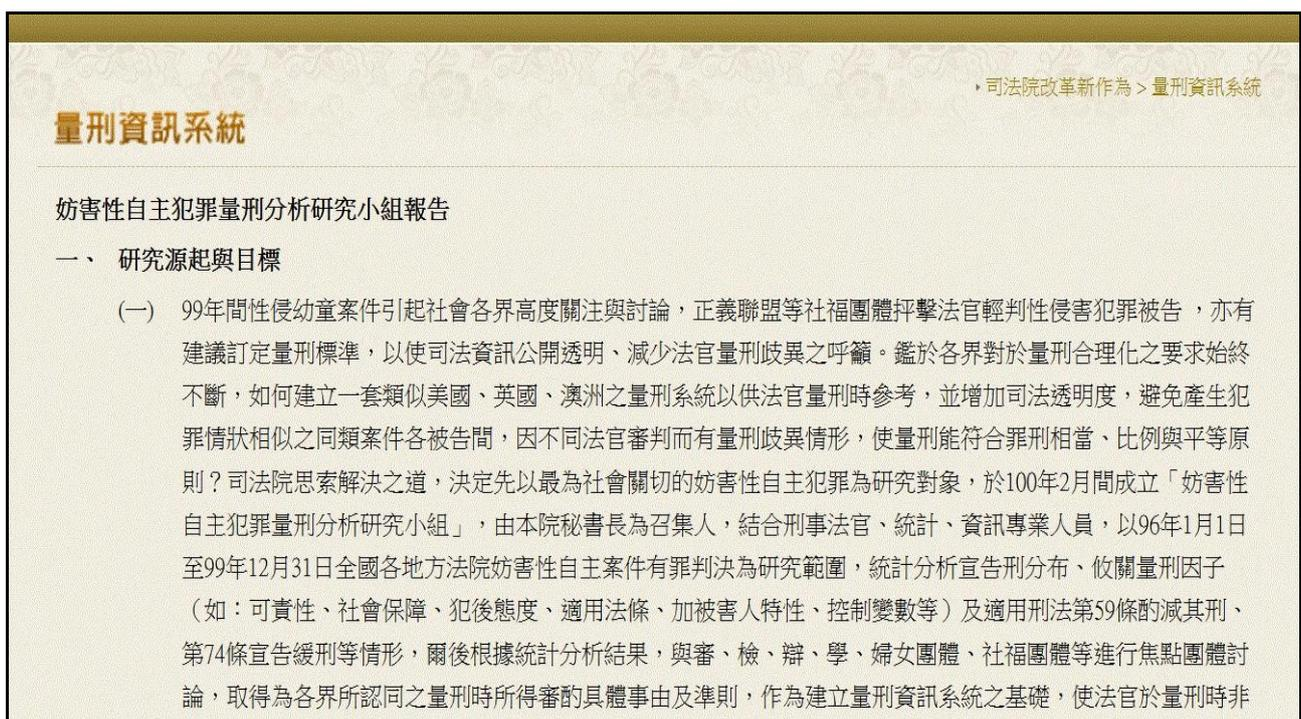 司法院改革新作為 > 量刑資訊系統
量刑資訊系統
妨害性自主犯罪量刑分析研究小組報告
一、 研究源起與目標
(一) 99年間性侵幼童案件引起社會各界高度關注與討論，正義聯盟等社福團體抨擊法官輕判性侵害犯罪被告 ，亦有
建議訂定量刑標準，以使司法資訊公開透明、減少法官量刑歧異之呼籲。鑑於各界對於量刑合理化之要求始終
不斷，如何建立一套類似美國、英國、澳洲之量刑系統以供法官量刑時參考，並增加司法透明度，避免產生犯
罪情狀相似之同類案件各被告間，因不同法官審判而有量刑歧異情形，使量刑能符合罪刑相當、比例與平等原
則？司法院思索解決之道，決定先以最為社會關切的妨害性自主犯罪為研究對象，於100年2月間成立「妨害性
自主犯罪量刑分析研究小組」，由本院秘書長為召集人，結合刑事法官、統計、資訊專業人員，以96年1月1日
至99年12月31日全國各地方法院妨害性自主案件有罪判決為研究範圍，統計分析宣告刑分布、攸關量刑因子
（如：可責性、社會保障、犯後態度、適用法條、加被害人特性、控制變數等）及適用刑法第59條酌減其刑、
第74條宣告緩刑等情形，爾後根據統計分析結果，與審、檢、辯、學、婦女團體、社福團體等進行焦點團體討
論，取得為各界所認同之量刑時所得審酌具體事由及準則，作為建立量刑資訊系統之基礎，使法官於量刑時非